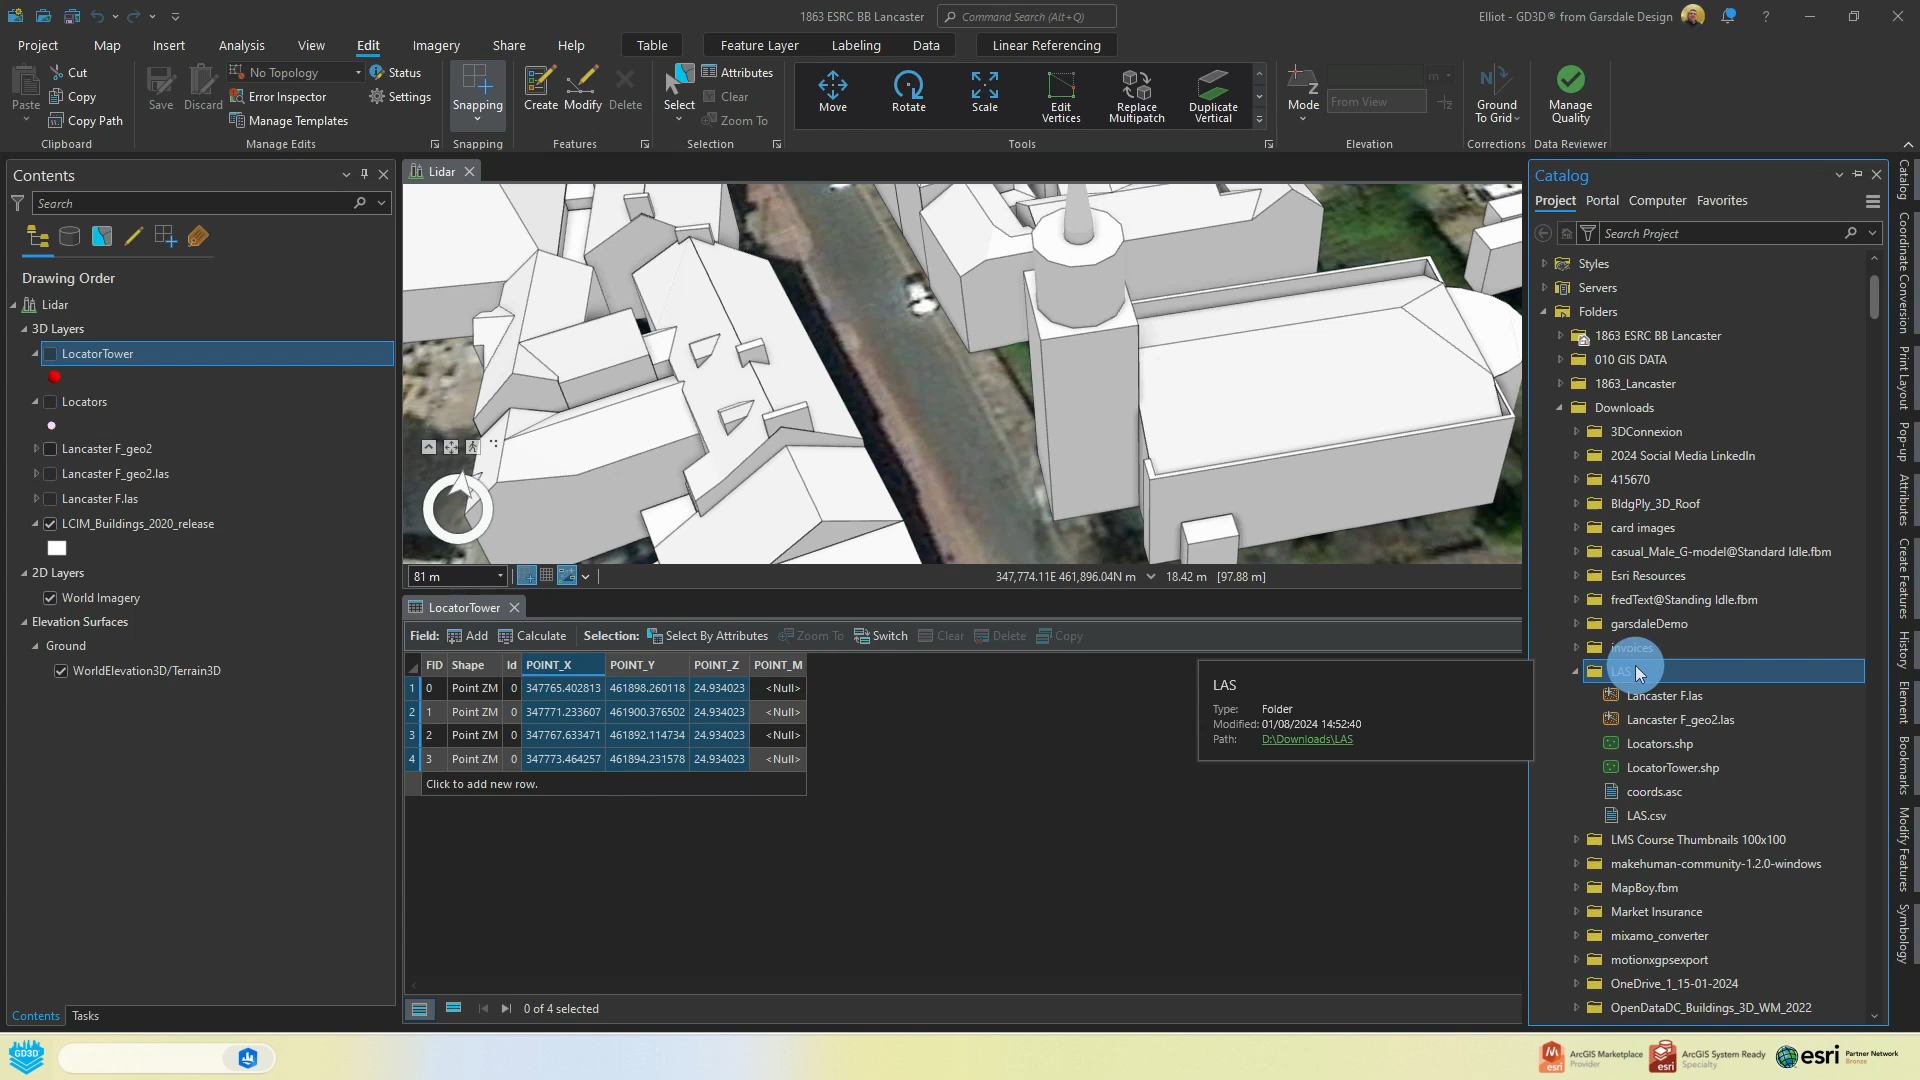 1863 ESRC BB Lancaster
Command Search (Alt+Q)
Elliot - GD3D® from Garsdale Design
?
Project
Map
Insert
Analysis
View
Edit
Imagery
Share
Help
Table
Feature Layer
Labeling
Data
Linear Referencing
Paste
Cut
Copy
Copy Path
Clipboard
Save
Discard
No Topology
Error Inspector
Manage Templates
Status
Settings
Manage Edits
Snapping
Snapping
Create
Modify
Delete
Features
Select
Attributes
Clear
Zoom To
Selection
Move
Rotate
Scale
Edit Vertices
Replace Multipatch
Duplicate Vertical
Tools
Mode
m
From View
Elevation
Ground To Grid
Corrections
Manage Quality
Data Reviewer
Contents
Search
Drawing Order
Lidar
3D Layers
LocatorTower
Locators
Lancaster F_geo2
Lancaster F_geo2.las
Lancaster F.las
LCIM_Buildings_2020_release
2D Layers
World Imagery
Elevation Surfaces
Ground
WorldElevation3D/Terrain3D
Contents
Tasks
Lidar
81 m
347,774.11E 461,896.04N m
18.42 m [97.88 m]
LocatorTower
Field: Add Calculate Selection: Select By Attributes Zoom To Switch Clear Delete Copy
FID Shape Id POINT_X POINT_Y POINT_Z POINT_M
1 0 Point ZM 0 347765.402813 461898.260118 24.934023 <Null>
2 1 Point ZM 0 347771.233607 461900.376502 24.934023 <Null>
3 2 Point ZM 0 347767.633471 461892.114734 24.934023 <Null>
4 3 Point ZM 0 347773.464257 461894.231578 24.934023 <Null>
Click to add new row.
0 of 4 selected
LAS
Type: Folder
Modified: 01/08/2024 14:52:40
Path: D:\Downloads\LAS
Catalog
Project Portal Computer Favorites
Search Project
Styles
Servers
Folders
1863 ESRC BB Lancaster
010 GIS DATA
1863_Lancaster
Downloads
3DConnexion
2024 Social Media LinkedIn
415670
BldgPly_3D_Roof
card images
casual_Male_G-model@Standard Idle.fbm
Esri Resources
fredText@Standing Idle.fbm
garsdaleDemo
invoices
LAS
Lancaster F.las
Lancaster F_geo2.las
Locators.shp
LocatorTower.shp
coords.asc
LAS.csv
LMS Course Thumbnails 100x100
makehuman-community-1.2.0-windows
MapBoy.fbm
Market Insurance
mixamo_converter
motionxgpsexport
OneDrive_1_15-01-2024
OpenDataDC_Buildings_3D_WM_2022
Catalog
Coordinate Conversion
Print Layout
Pop-up
Attributes
Create Features
History
Element
Bookmarks
Modify Features
Symbology
GD3D
esri
ArcGIS Marketplace
Provider
esri
ArcGIS System Ready
Specialty
esri
Partner Network
Bronze